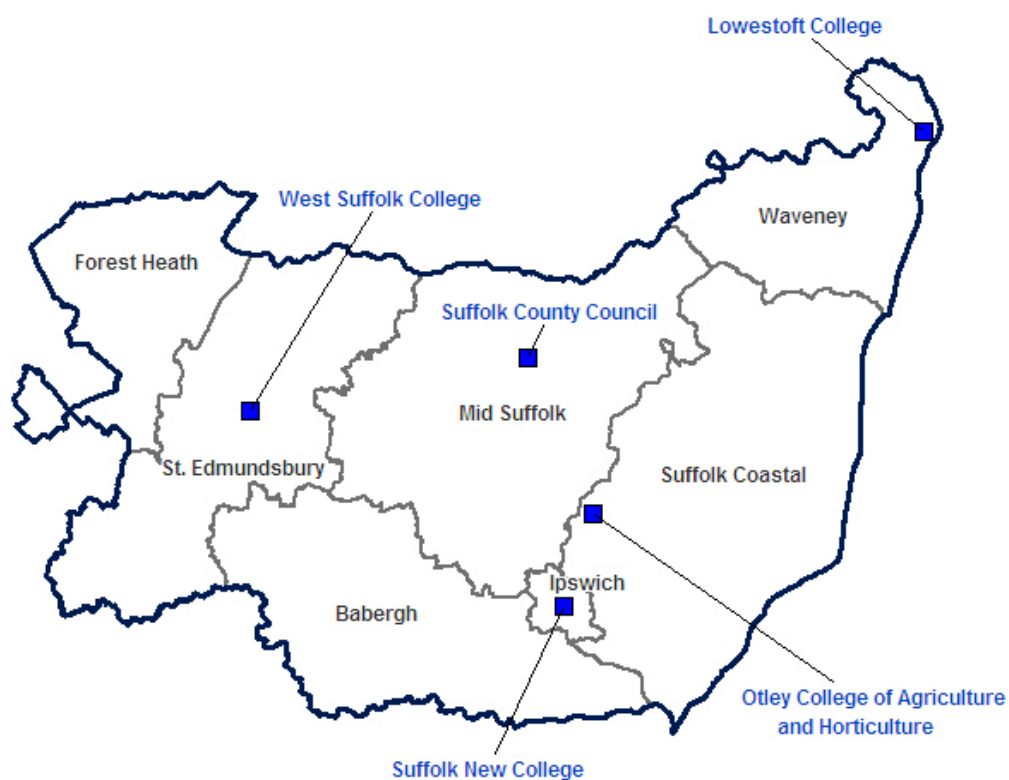 Lowestoft College
West Suffolk College
Waveney
Forest Heath
Suffolk County Council
Mid Suffolk
St. Edmundsbury
Suffolk Coastal
Ipswich
Babergh
Otley College of Agriculture
and Horticulture
Suffolk New College